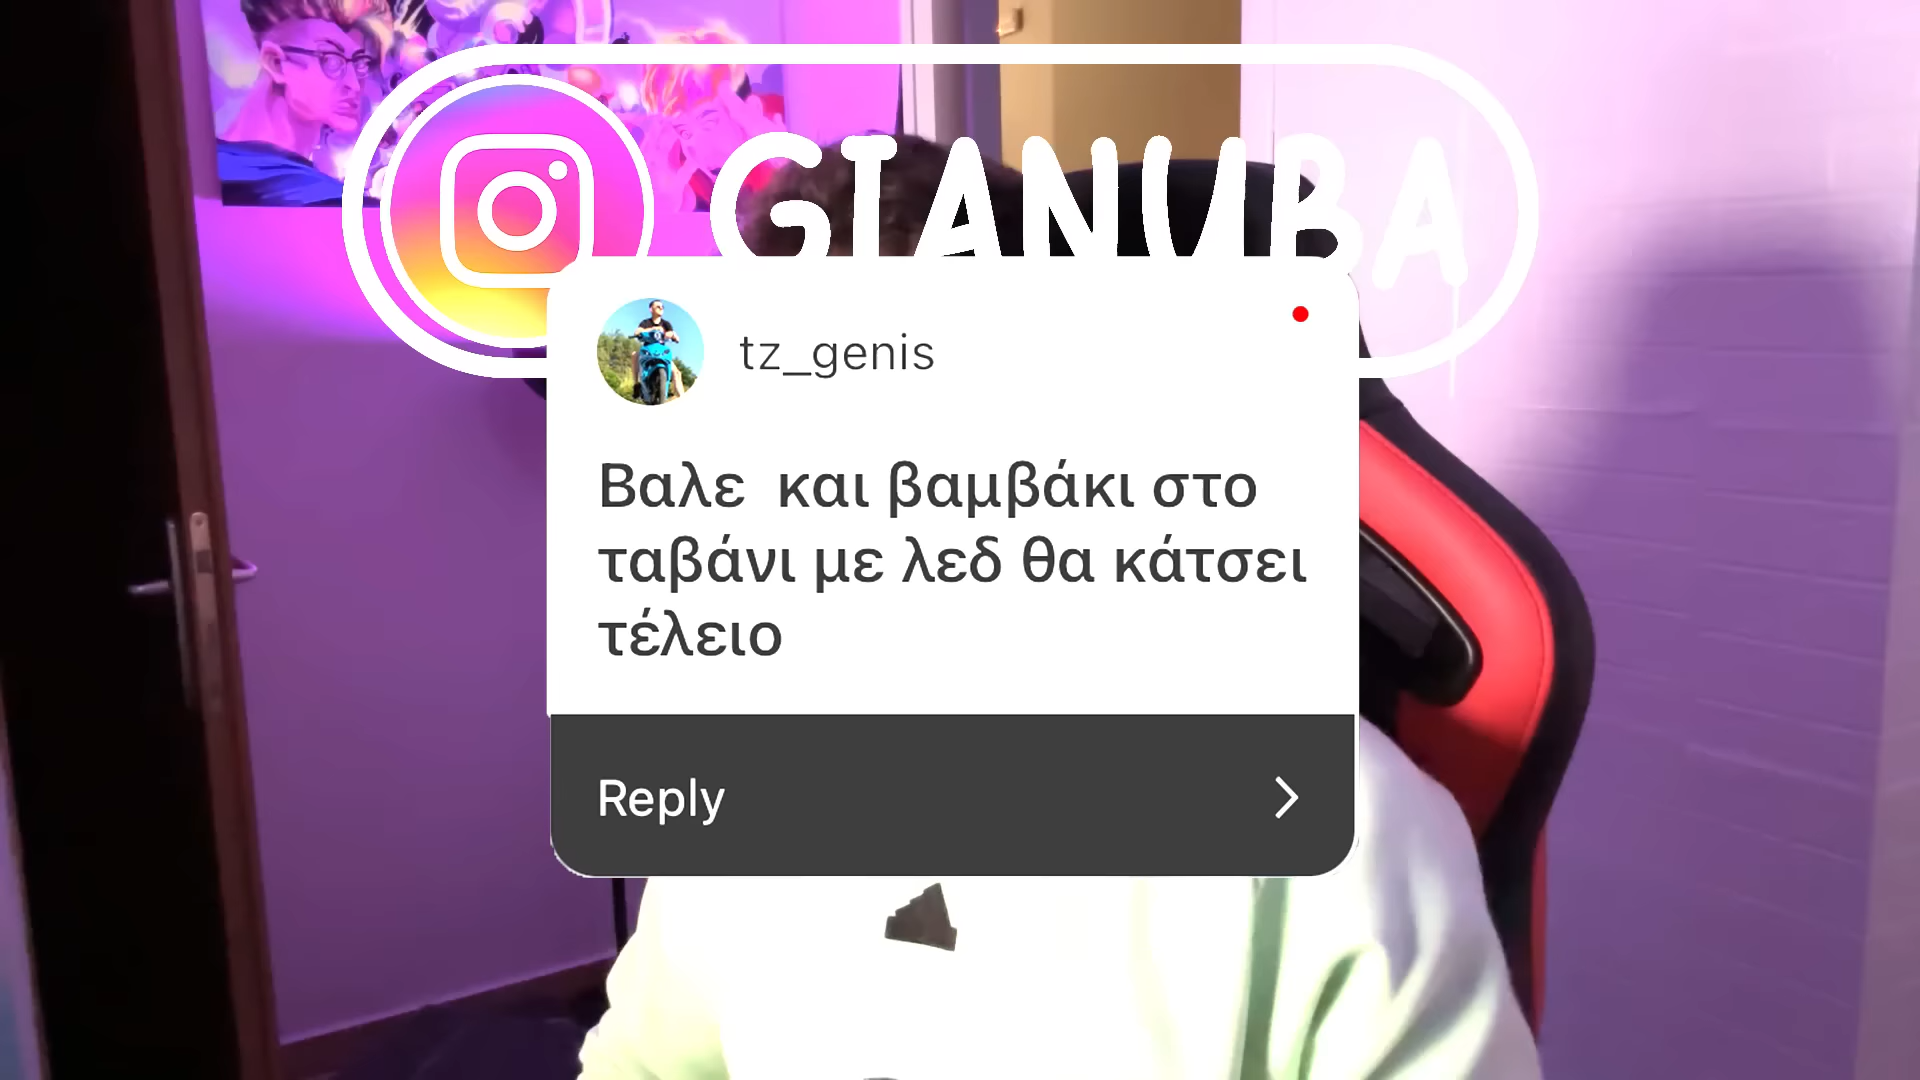 GIANUBA
tz_genis
Βαλε  και βαμβάκι στο
ταβάνι με λεδ θα κάτσει
τέλειο
Reply